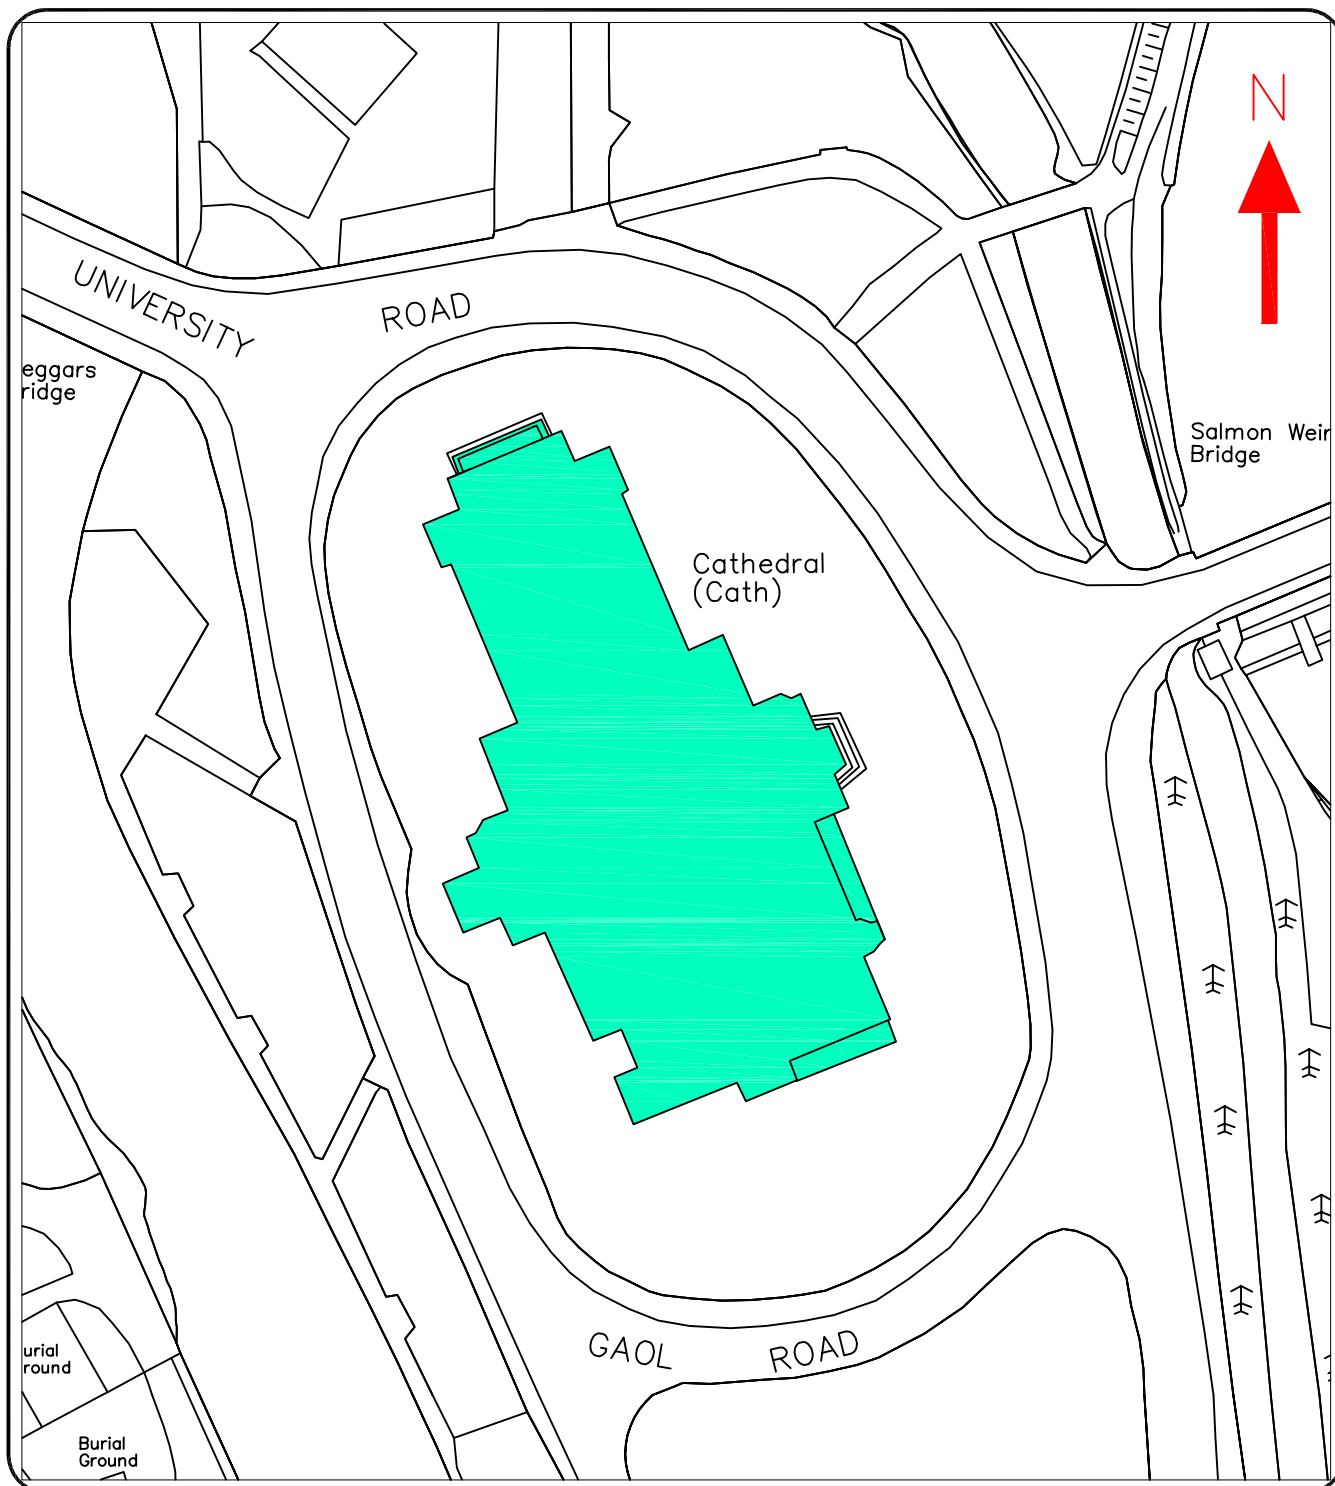 N
UNIVERSITY ROAD
eggars
ridge
Salmon Weir
Bridge
Cathedral
(Cath)
GAOL ROAD
urial
round
Burial
Ground